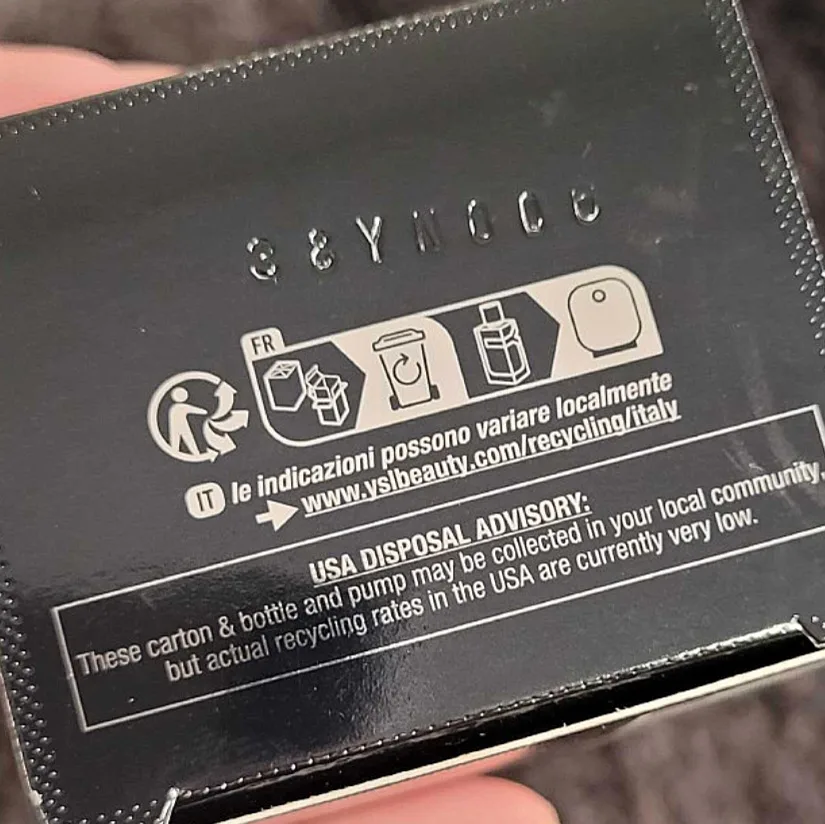 38YN000
FR
IT le indicazioni possono variare localmente
www.yslbeauty.com/recycling/italy
USA DISPOSAL ADVISORY:
These carton & bottle and pump may be collected in your local community,
but actual recycling rates in the USA are currently very low.